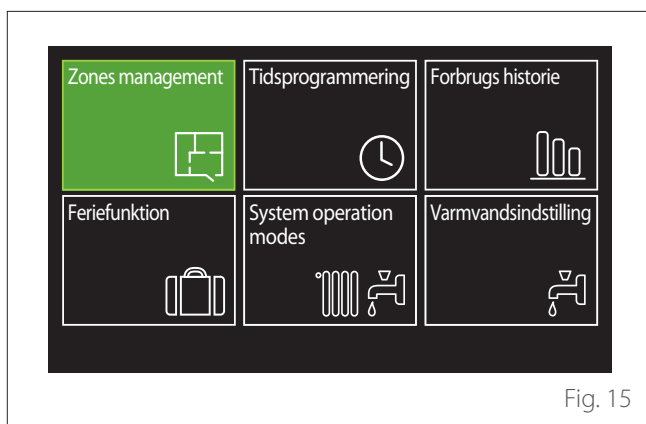 Zones management
Tidsprogrammering
Forbrugs historie
Feriefunktion
System operation
modes
Varmvandsindstilling
Fig. 15